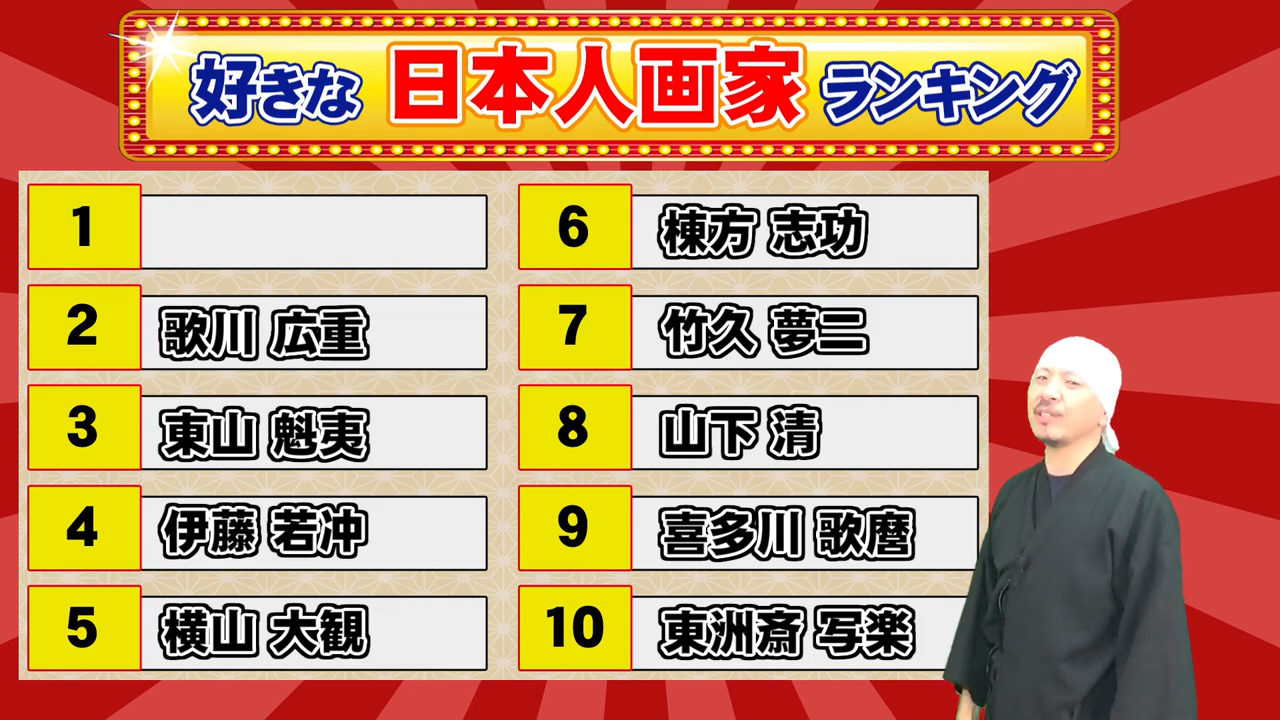 好きな 日本人画家 ランキング
1
2 歌川 広重
3 東山 魁夷
4 伊藤 若冲
5 横山 大観
6 棟方 志功
7 竹久 夢二
8 山下 清
9 喜多川 歌麿
10 東洲斎 写楽